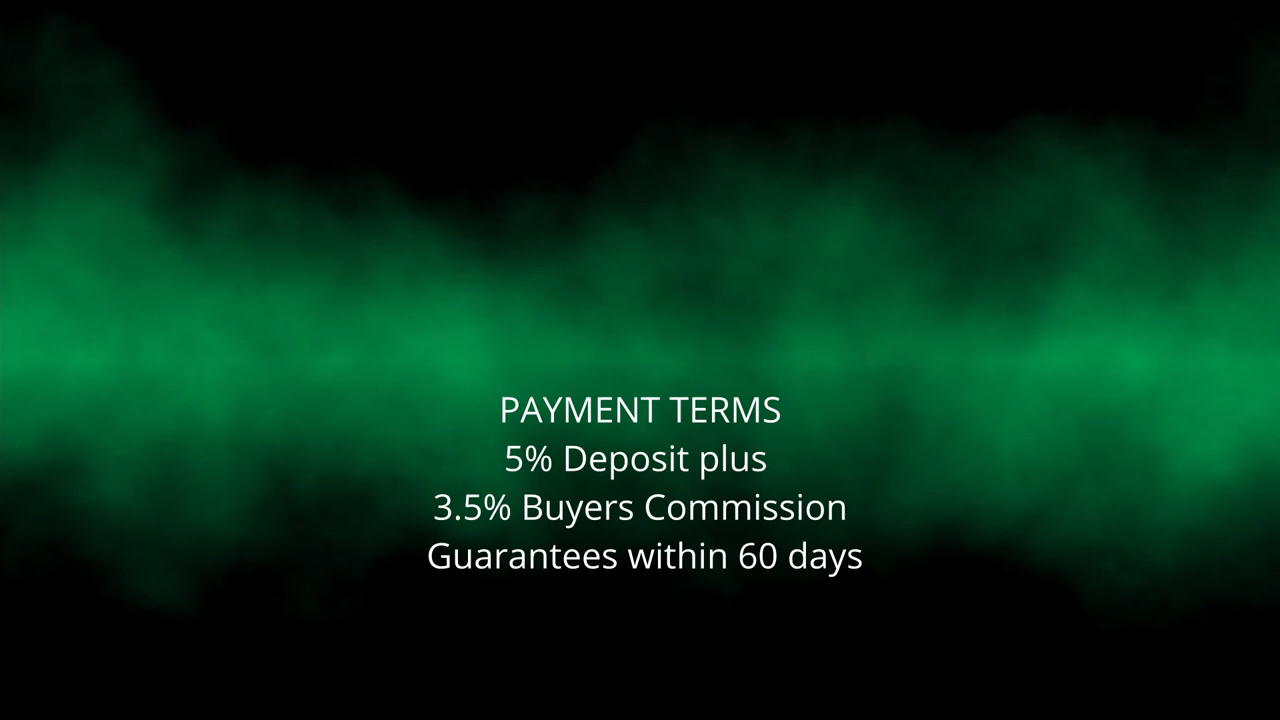 PAYMENT TERMS
5% Deposit plus
3.5% Buyers Commission
Guarantees within 60 days